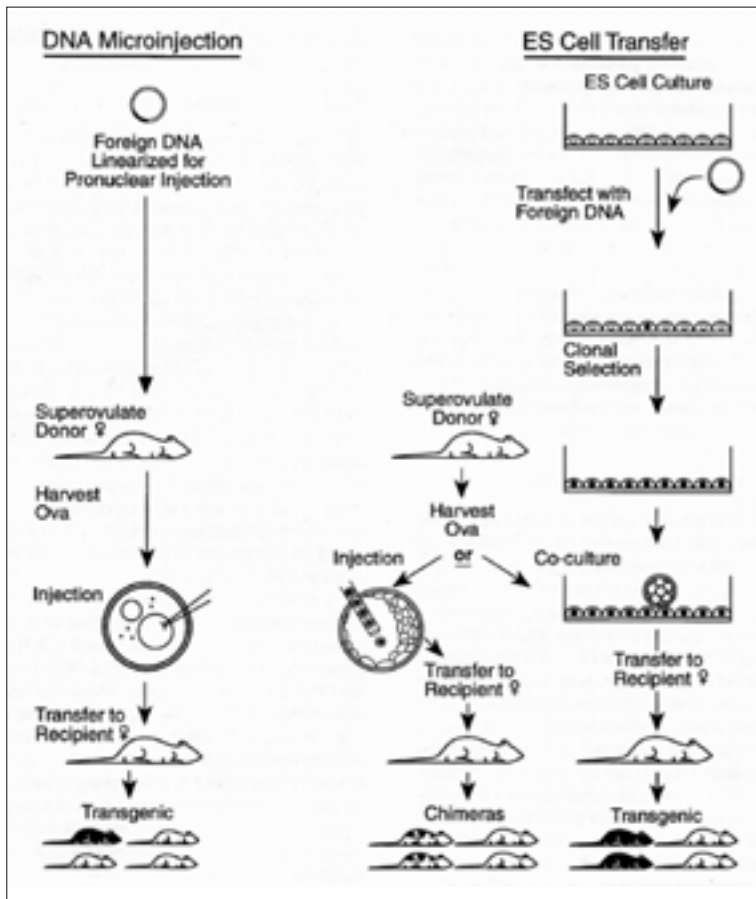 DNA Microinjection
Foreign DNA
Linearized for
Pronuclear Injection
Superovulate
Donor ♀
Harvest
Ova
Injection
Transfer to
Recipient ♀
Transgenic
ES Cell Transfer
ES Cell Culture
Transfect with
Foreign DNA
Clonal
Selection
Superovulate
Donor ♀
Harvest
Ova
or
Injection
Co-culture
Transfer to
Recipient ♀
Transfer to
Recipient ♀
Chimeras
Transgenic